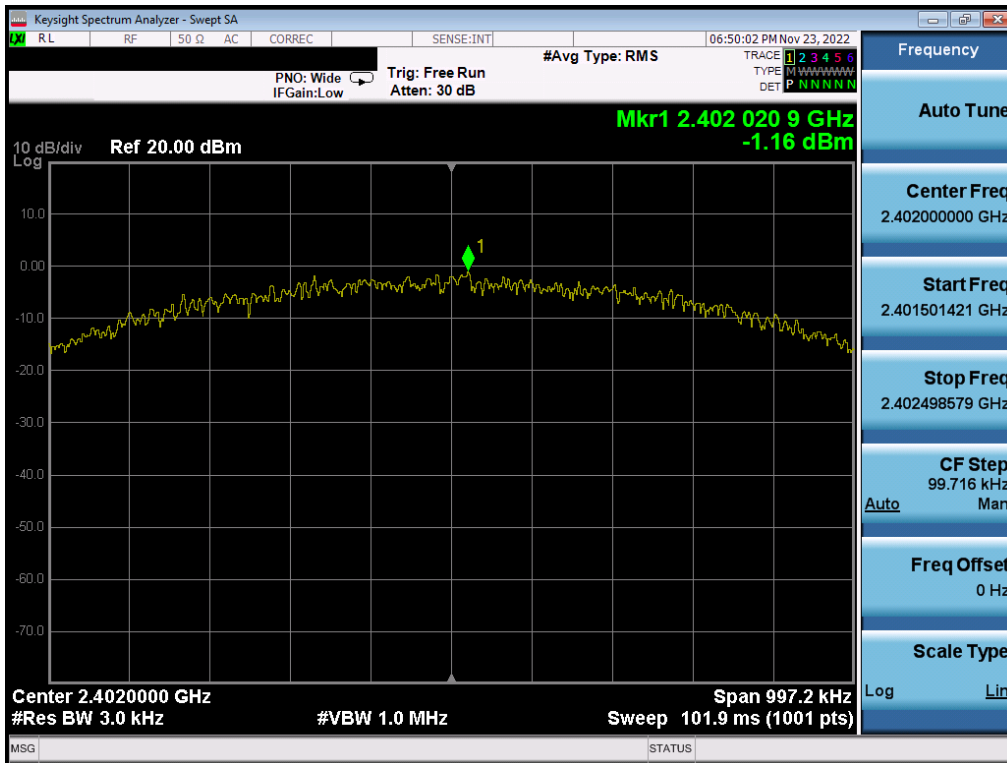 Keysight Spectrum Analyzer - Swept SA
LXI RL RF 50 Ω AC CORREC SENSE:INT 06:50:02 PM Nov 23, 2022
#Avg Type: RMS
TRACE 1 2 3 4 5 6
TYPE M WWWWW
DET P N N N N N
PNO: Wide
IFGain:Low
Trig: Free Run
Atten: 30 dB
Mkr1 2.402 020 9 GHz
-1.16 dBm
10 dB/div Ref 20.00 dBm
Log
10.0
1
0.00
-10.0
-20.0
-30.0
-40.0
-50.0
-60.0
-70.0
Center 2.4020000 GHz Span 997.2 kHz
#Res BW 3.0 kHz #VBW 1.0 MHz Sweep 101.9 ms (1001 pts)
MSG STATUS
Frequency
Auto Tune
Center Freq
2.402000000 GHz
Start Freq
2.401501421 GHz
Stop Freq
2.402498579 GHz
CF Step
99.716 kHz
Auto Man
Freq Offset
0 Hz
Scale Type
Log Lin